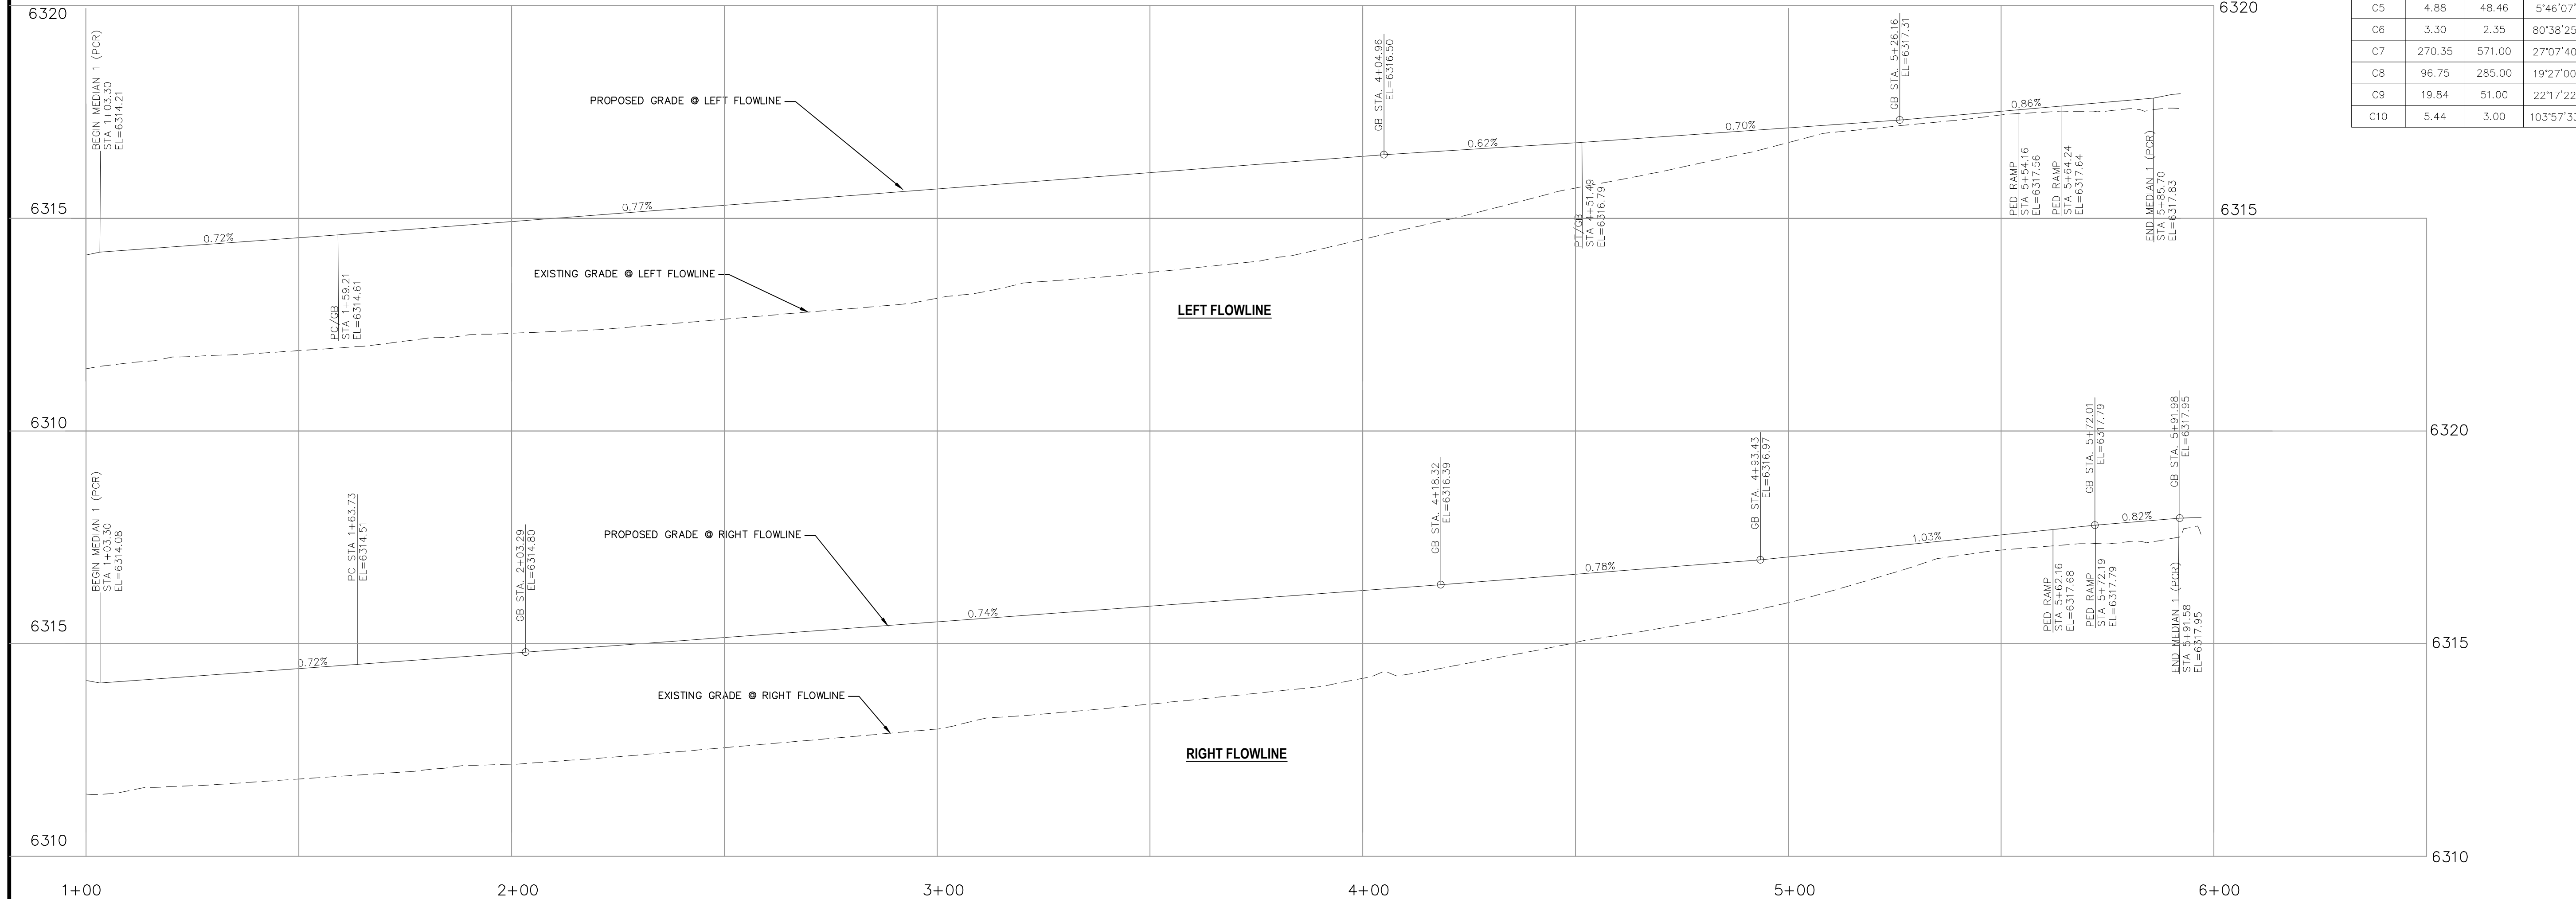 6320
6320
C5 4.88 48.46 5°46'07"
C6 3.30 2.35 80°38'25
C7 270.35 571.00 27°07'40
C8 96.75 285.00 19°27'00
C9 19.84 51.00 22°17'22
C10 5.44 3.00 103°57'33
BEGIN MEDIAN 1 (PCR)
STA 1+03.30
EL=6314.21
PROPOSED GRADE @ LEFT FLOWLINE
GB STA. 4+04.96
EL=6316.50
GB STA. 5+26.16
EL=6317.31
0.72%
0.77%
0.62%
0.70%
0.86%
PC/GB
STA 1+59.21
EL=6314.61
PT/GB
STA 4+51.49
EL=6316.79
PED RAMP
STA 5+54.16
EL=6317.56
PED RAMP
STA 5+64.24
EL=6317.64
END MEDIAN 1 (PCR)
STA 5+85.70
EL=6317.83
6315
6315
EXISTING GRADE @ LEFT FLOWLINE
LEFT FLOWLINE
6310
6320
BEGIN MEDIAN 1 (PCR)
STA 1+03.30
EL=6314.08
PC STA 1+63.73
EL=6314.51
GB STA. 2+03.29
EL=6314.80
PROPOSED GRADE @ RIGHT FLOWLINE
GB STA. 4+18.32
EL=6316.39
GB STA. 4+93.43
EL=6316.97
GB STA. 5+72.01
EL=6317.79
GB STA. 5+91.98
EL=6317.95
0.72%
0.74%
0.78%
1.03%
0.82%
PED RAMP
STA 5+62.16
EL=6317.68
PED RAMP
STA 5+72.19
EL=6317.79
END MEDIAN 1 (PCR)
STA 5+91.58
EL=6317.95
6315
6315
EXISTING GRADE @ RIGHT FLOWLINE
RIGHT FLOWLINE
6310
6310
1+00 2+00 3+00 4+00 5+00 6+00